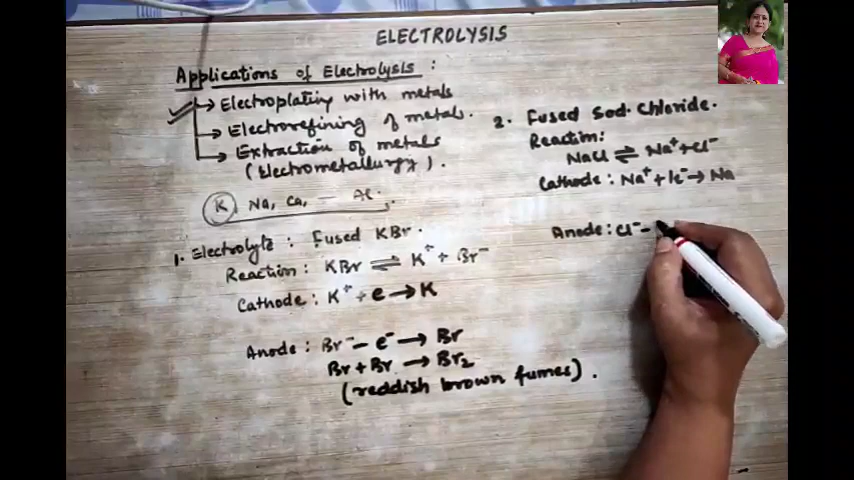 ELECTROLYSIS
Applications of Electrolysis :
Electroplating with metals
Electrorefining of metals.
Extraction of metals
(Electrometallurgy).
K, Na, Ca, — Al.
1. Electrolyte : Fused KBr.
Reaction : KBr ⇌ K⁺ + Br⁻
Cathode : K⁺ + e → K
Anode : Br⁻ – e⁻ → Br
Br + Br → Br₂
(reddish brown fumes).
2. Fused Sod. Chloride.
Reaction:
NaCl ⇌ Na⁺ + Cl⁻
Cathode : Na⁺ + 1e⁻ → Na
Anode : Cl⁻ –